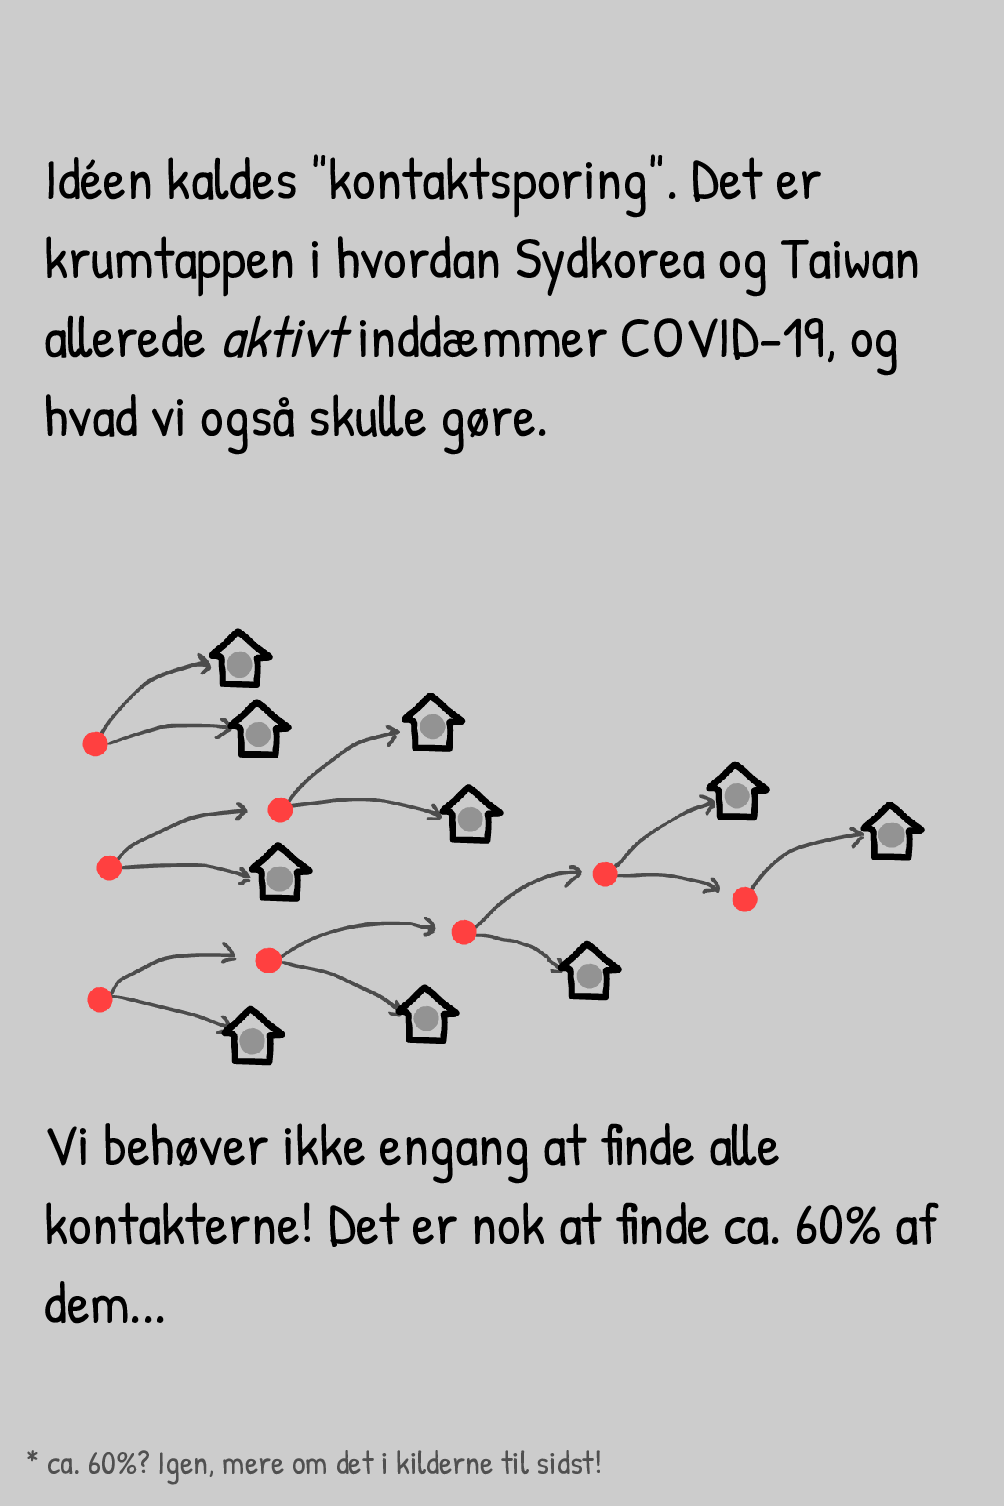 Idéen kaldes "kontaktsporing". Det er
krumtappen i hvordan Sydkorea og Taiwan
allerede aktivt inddæmmer COVID-19, og
hvad vi også skulle gøre.
Vi behøver ikke engang at finde alle
kontakterne! Det er nok at finde ca. 60% af
dem...
* ca. 60%? Igen, mere om det i kilderne til sidst!